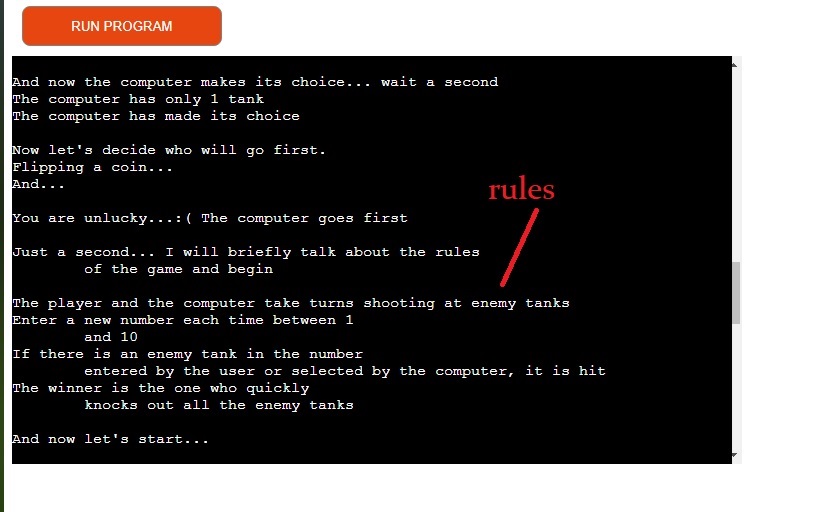 RUN PROGRAM
And now the computer makes its choice... wait a second
The computer has only 1 tank
The computer has made its choice
Now let's decide who will go first.
Flipping a coin...
And...
rules
You are unlucky...:( The computer goes first
Just a second... I will briefly talk about the rules
of the game and begin
The player and the computer take turns shooting at enemy tanks
Enter a new number each time between 1
and 10
If there is an enemy tank in the number
entered by the user or selected by the computer, it is hit
The winner is the one who quickly
knocks out all the enemy tanks
And now let's start...